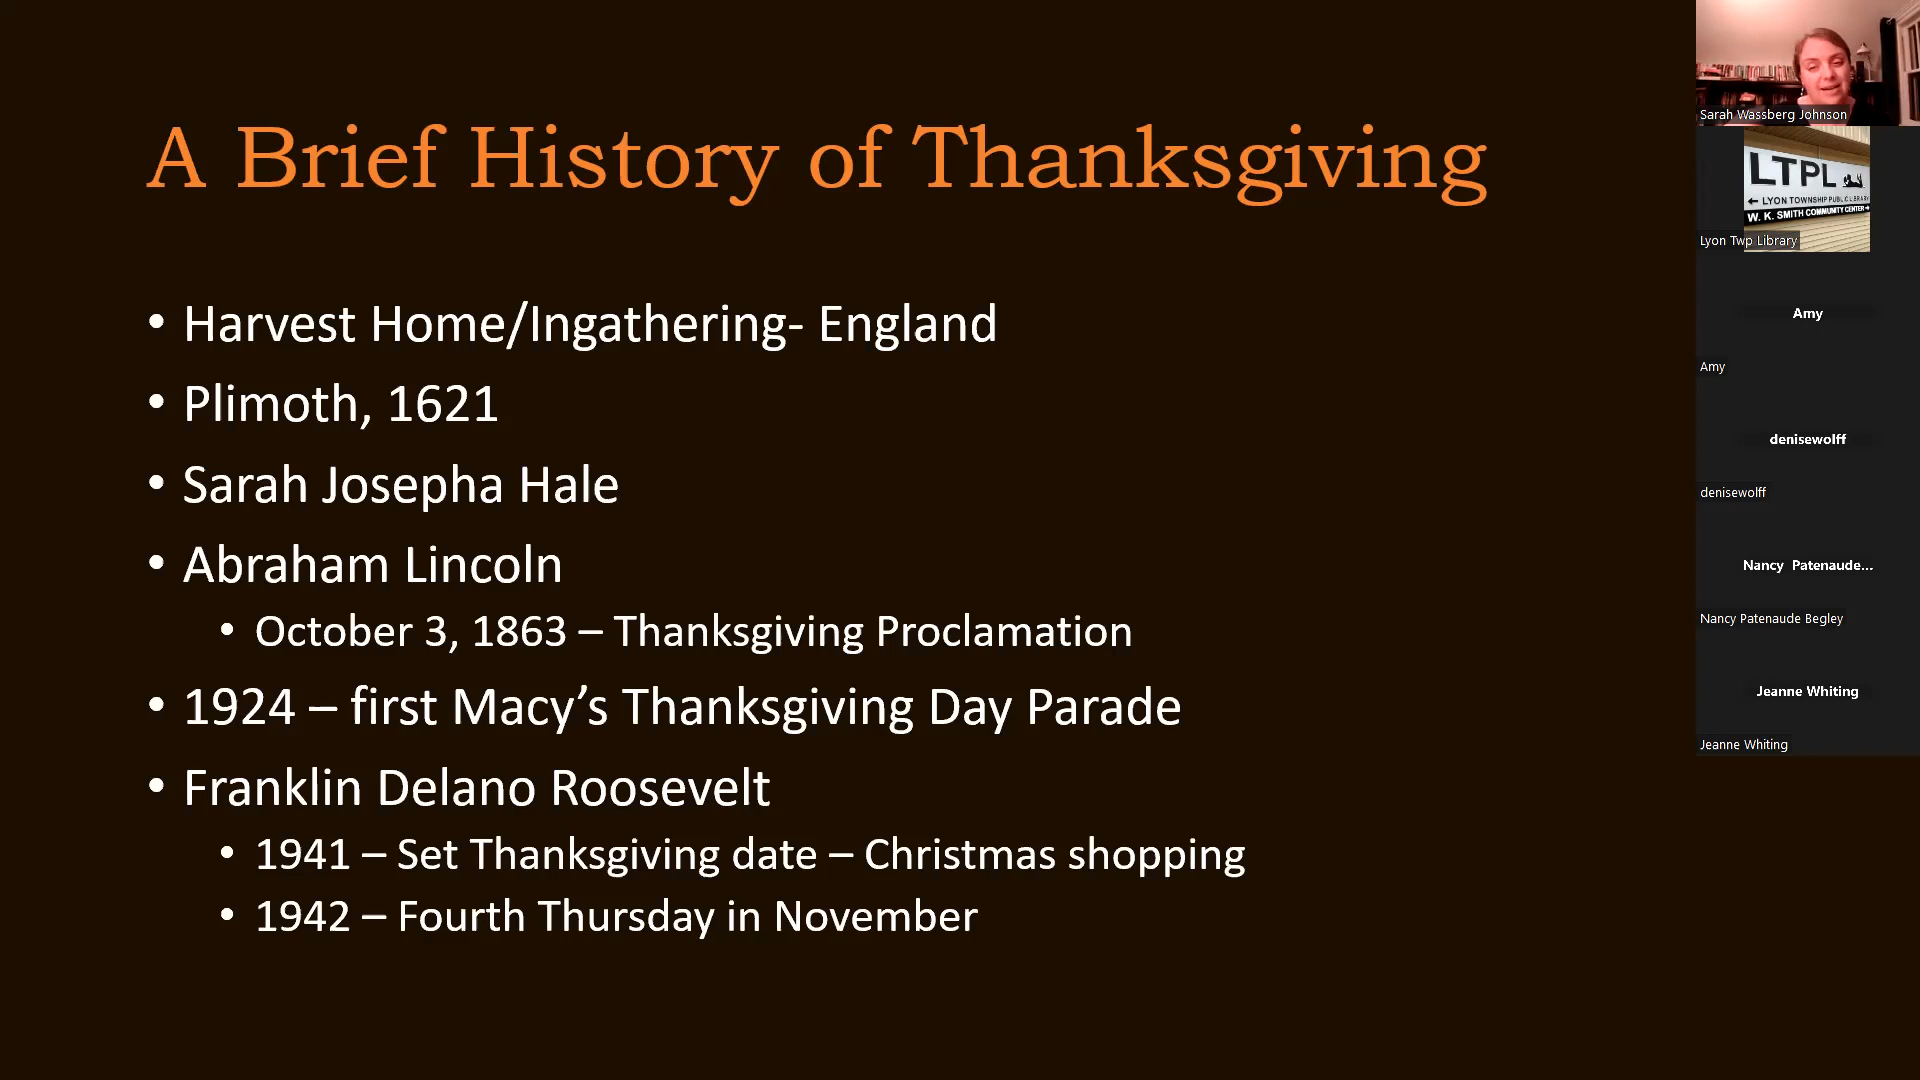 A Brief History of Thanksgiving
• Harvest Home/Ingathering- England
• Plimoth, 1621
• Sarah Josepha Hale
• Abraham Lincoln
• October 3, 1863 – Thanksgiving Proclamation
• 1924 – first Macy’s Thanksgiving Day Parade
• Franklin Delano Roosevelt
• 1941 – Set Thanksgiving date – Christmas shopping
• 1942 – Fourth Thursday in November
Sarah Wassberg Johnson
LTPL
← LYON TOWNSHIP PUBLIC LIBRARY
W. K. SMITH COMMUNITY CENTER →
Lyon Twp Library
Amy
Amy
denisewolff
denisewolff
Nancy Patenaude...
Nancy Patenaude Begley
Jeanne Whiting
Jeanne Whiting